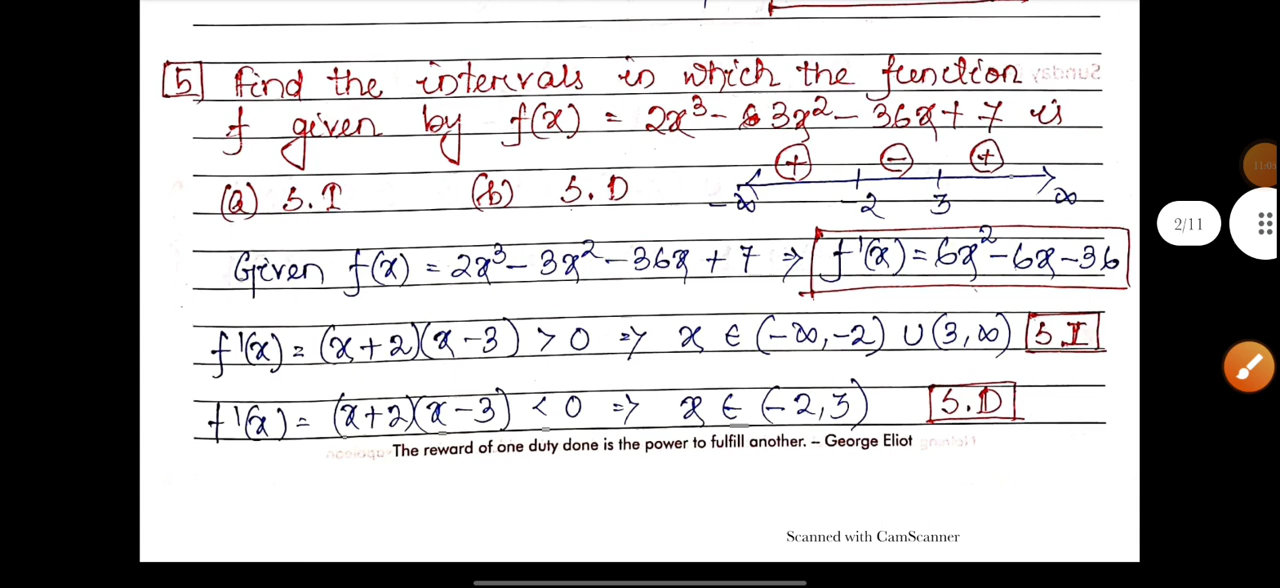 [5] Find the intervals in which the function
f given by f(x) = 2x³ - 3x² - 36x + 7 is
(a) S.I (b) S.D
+ - +
-∞ -2 3 ∞
Given f(x) = 2x³ - 3x² - 36x + 7 => f'(x) = 6x² - 6x - 36
f'(x) = (x+2)(x-3) > 0 => x ∈ (-∞, -2) ∪ (3, ∞) S.I
f'(x) = (x+2)(x-3) < 0 => x ∈ (-2, 3) S.D
The reward of one duty done is the power to fulfill another. – George Eliot
Scanned with CamScanner
2/11